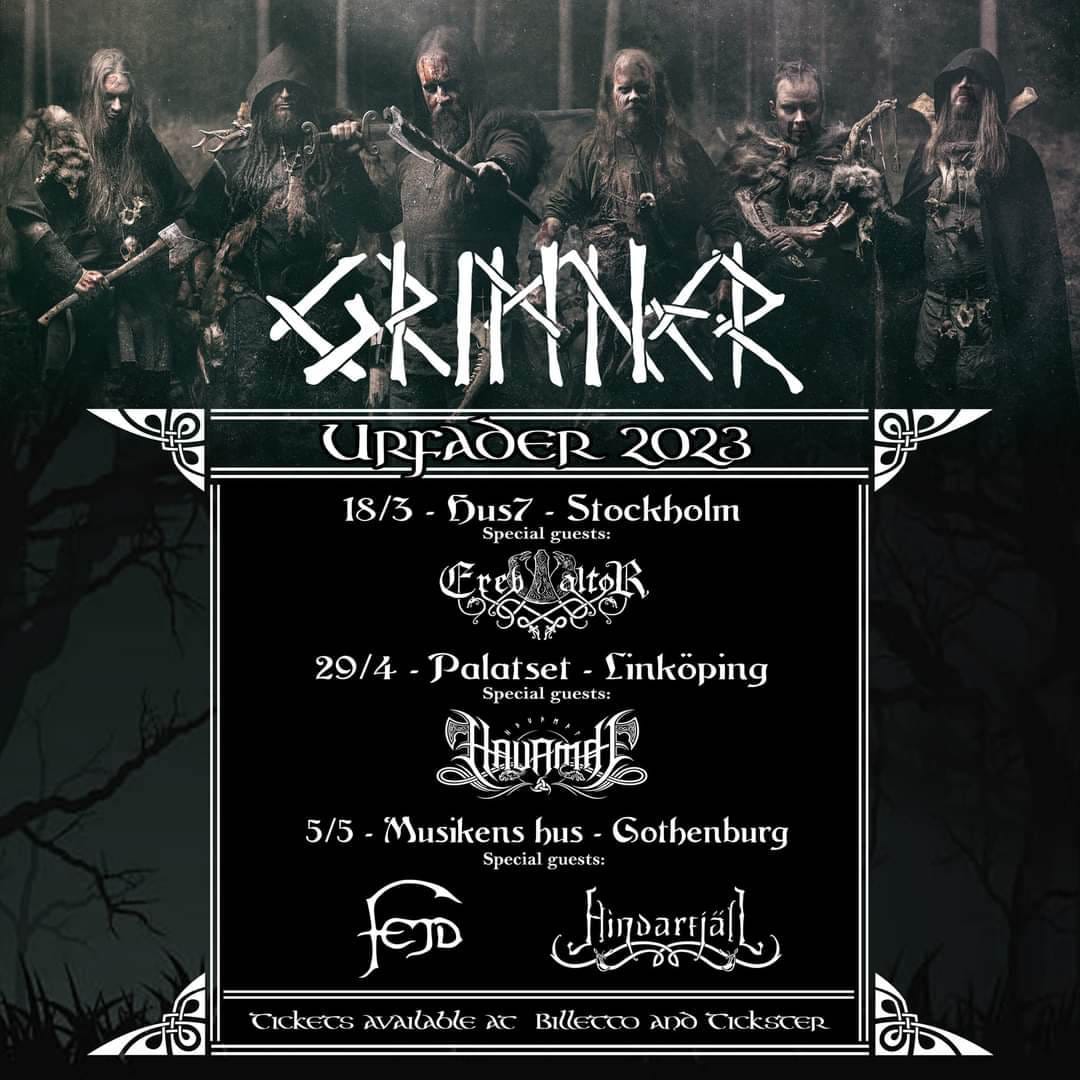 GRIMNER
URFADER 2023
18/3 - Hus7 - Stockholm
Special guests:
Ereb Altor
29/4 - Palatset - Linköping
Special guests:
Havamal
5/5 - Musikens hus - Gothenburg
Special guests:
Fejd
Hindarfjäll
Tickets available at Billetto and Tickster